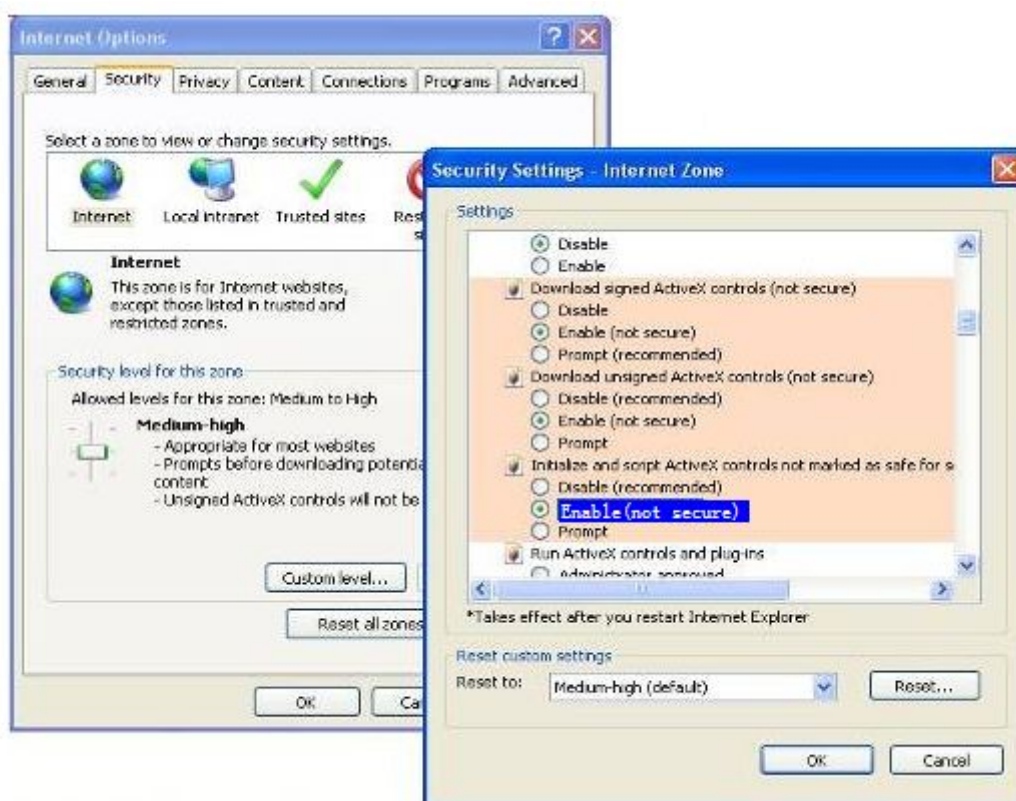 Internet Options
General Security Privacy Content Connections Programs Advanced
Select a zone to view or change security settings.
Internet Local intranet Trusted sites
Internet
This zone is for Internet websites,
except those listed in trusted and
restricted zones.
Security level for this zone
Allowed levels for this zone: Medium to High
Medium-high
- Appropriate for most websites
- Prompts before downloading
content
- Unsigned ActiveX controls will not be
Custom level...
Reset all zones
OK
Security Settings - Internet Zone
Settings
Disable
Enable
Download signed ActiveX controls (not secure)
Disable
Enable (not secure)
Prompt (recommended)
Download unsigned ActiveX controls (not secure)
Disable (recommended)
Enable (not secure)
Prompt
Initialize and script ActiveX controls not marked as safe for s
Disable (recommended)
Enable(not secure)
Prompt
Run ActiveX controls and plug-ins
Administrator approved
*Takes effect after you restart Internet Explorer
Reset custom settings
Reset to: Medium-high (default) Reset...
OK Cancel